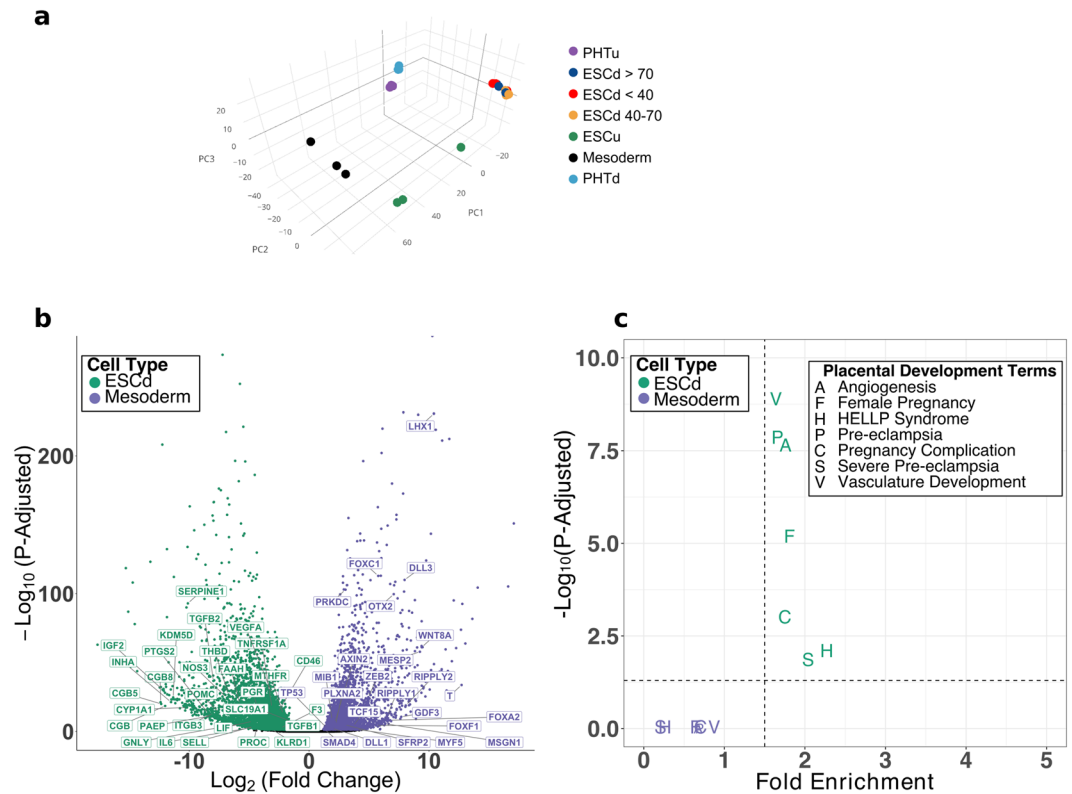 a
PHTu
ESCd > 70
ESCd < 40
ESCd 40-70
ESCu
Mesoderm
PHTd
20
10
0
−10
−20
−40
−30
−20
−10
0
PC3
PC2
60
40
20
0
−20
PC1
b
Cell Type
ESCd
Mesoderm
LHX1
FOXC1
DLL3
PRKDC
OTX2
SERPINE1
TGFB2
VEGFA
KDM5D
TNFRSF1A
WNT8A
IGF2
PTGS2
THBD
CD46
AXIN2
MESP2
INHA
NOS3
FAAH
MTHFR
MIB1
ZEB2
RIPPLY2
CGB8
POMC
PGR
TP53
PLXNA2
RIPPLY1
T
CGB5
CYP1A1
SLC19A1
F3
TCF15
GDF3
FOXA2
CGB
PAEP
ITGB3
LIF
TGFB1
FOXF1
GNLY
IL6
SELL
PROC
KLRD1
SMAD4
DLL1
SFRP2
MYF5
MSGN1
200
100
0
-10
0
10
−Log10 (P-Adjusted)
Log2 (Fold Change)
c
Cell Type
ESCd
Mesoderm
Placental Development Terms
A Angiogenesis
F Female Pregnancy
H HELLP Syndrome
P Pre-eclampsia
C Pregnancy Complication
S Severe Pre-eclampsia
V Vasculature Development
10.0
7.5
5.0
2.5
0.0
V
P
A
F
C
S
H
S
H
C
V
0
1
2
3
4
5
-Log10(P-Adjusted)
Fold Enrichment